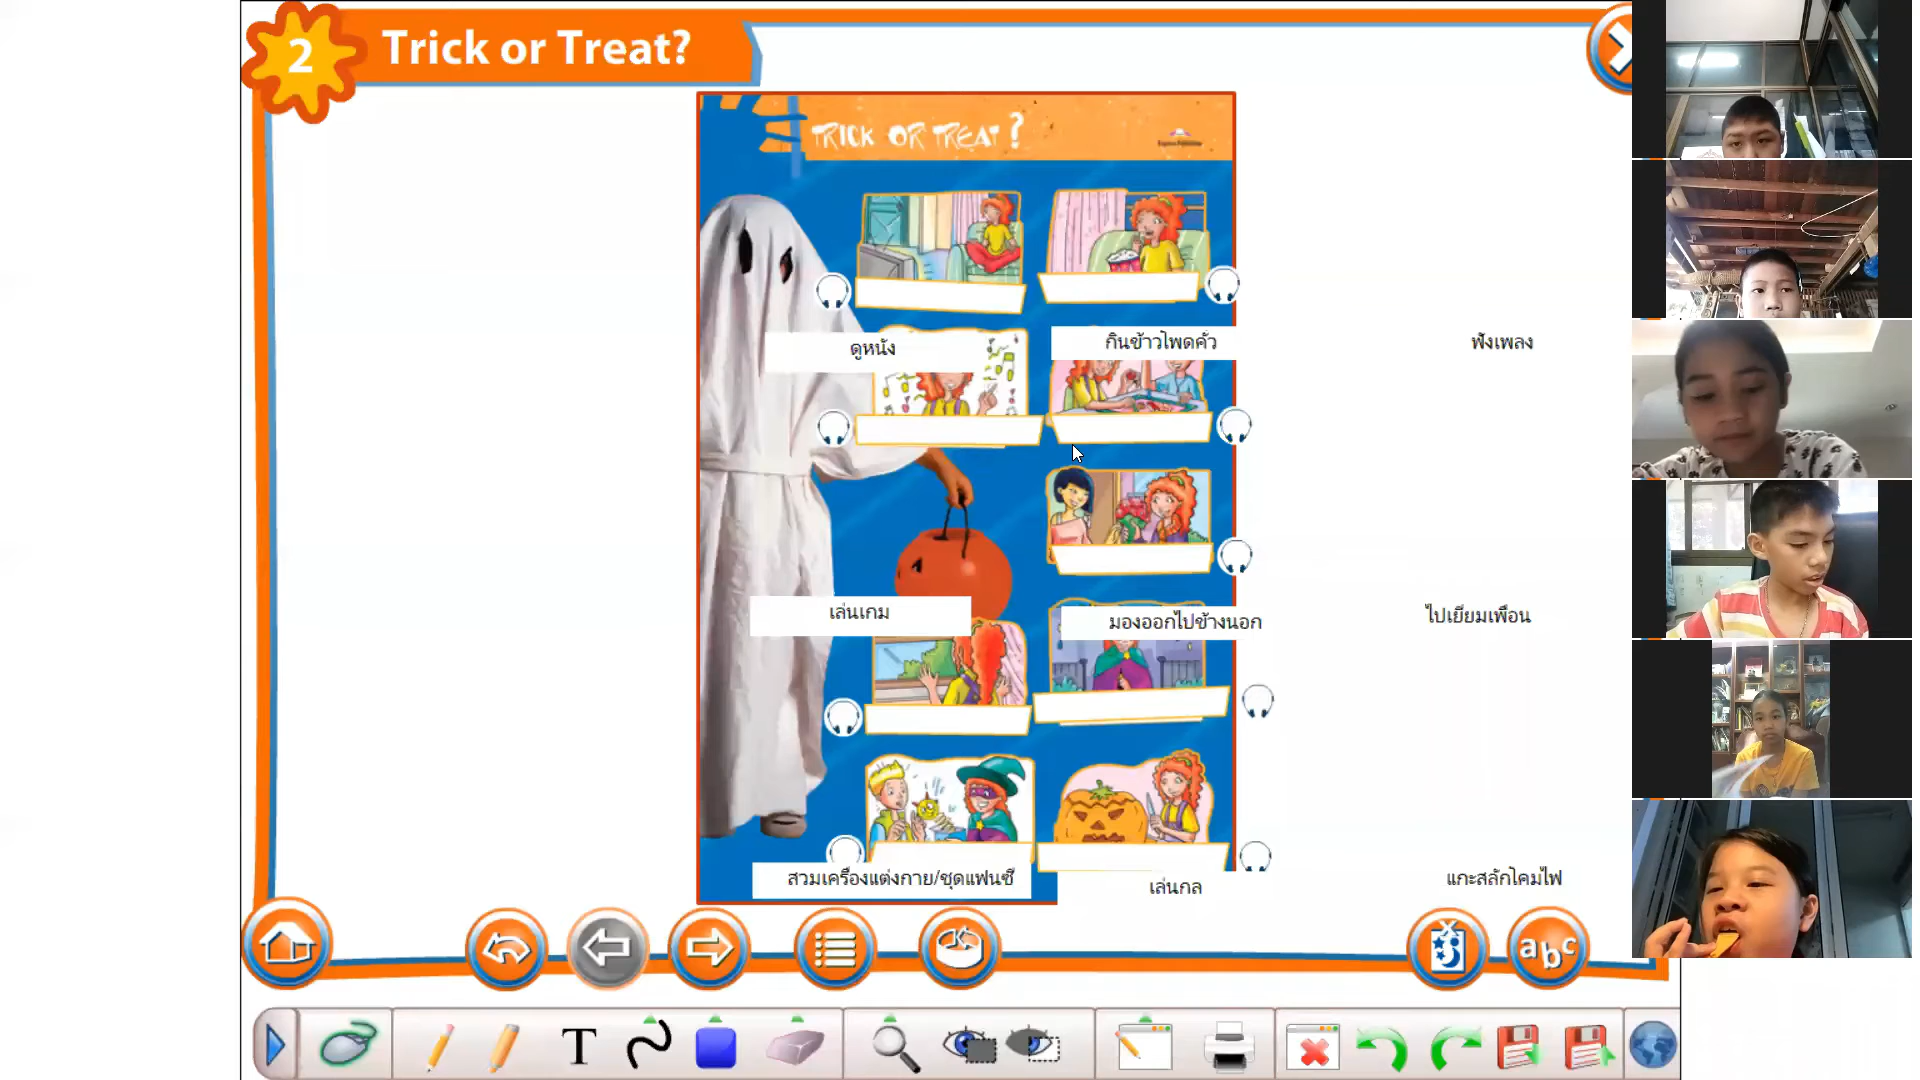 2
Trick or Treat?
TRICK OR TREAT?
ดูหนัง
กินข้าวโพดคั่ว
ฟังเพลง
เล่นเกม
มองออกไปข้างนอก
ไปเยี่ยมเพื่อน
สวมเครื่องแต่งกาย/ชุดแฟนซี
เล่นกล
แกะสลักโคมไฟ
abc
T